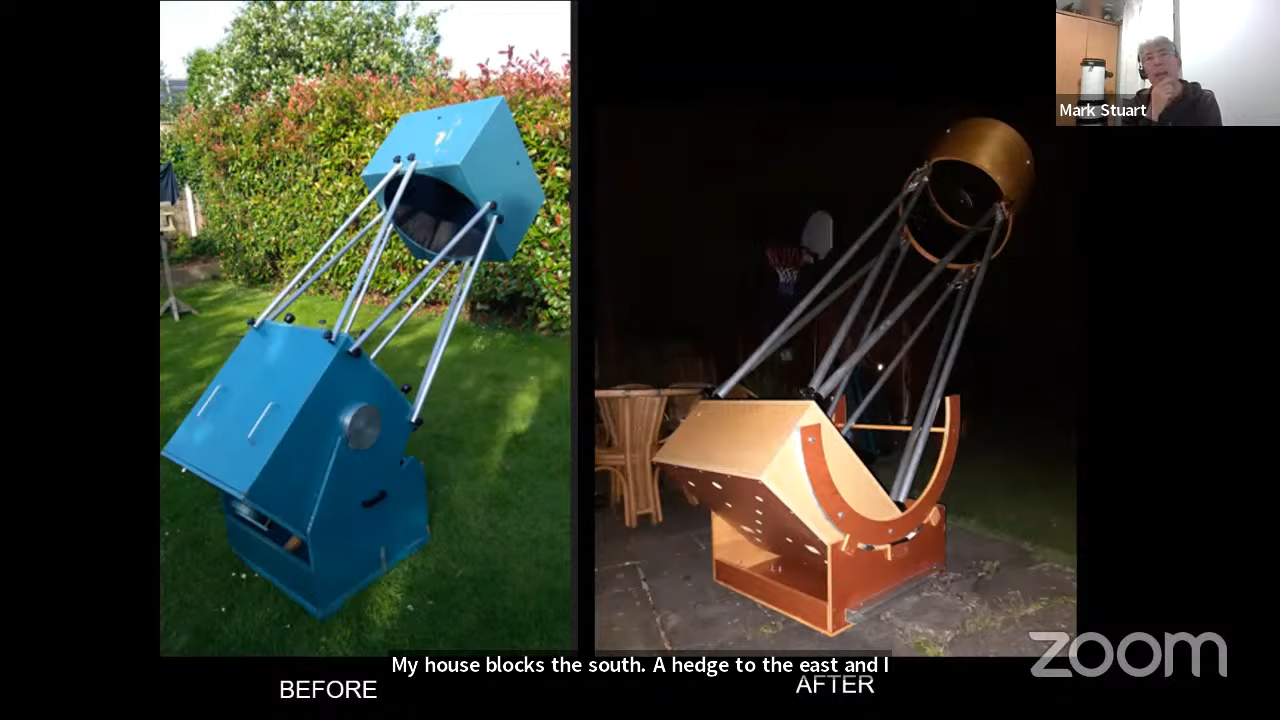 Mark Stuart
My house blocks the south. A hedge to the east and I
BEFORE
AFTER
zoom